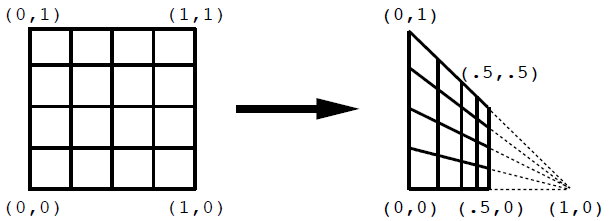 (0,1) (1,1) (0,1)
(.5,.5)
(0,0) (1,0) (0,0) (.5,0) (1,0)